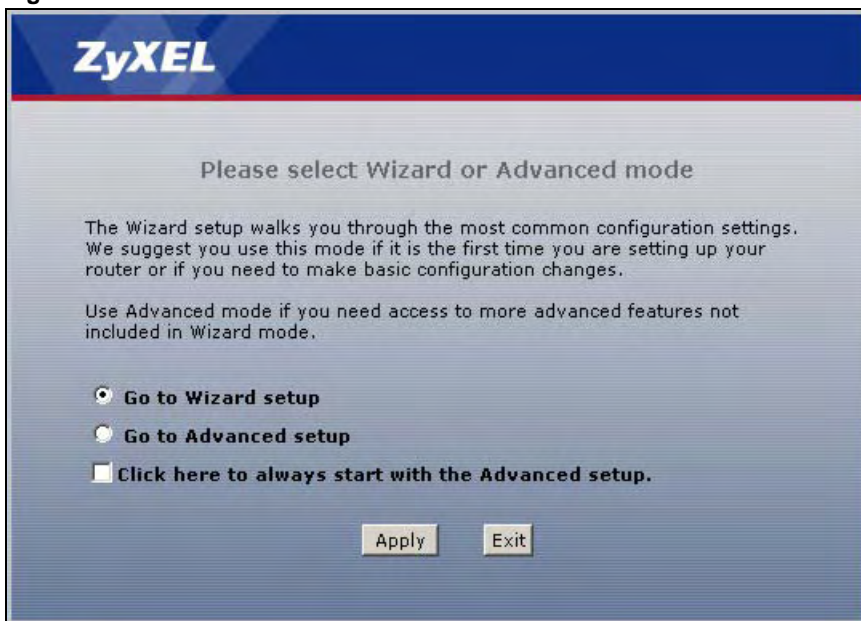 ZyXEL
Please select Wizard or Advanced mode
The Wizard setup walks you through the most common configuration settings.
We suggest you use this mode if it is the first time you are setting up your
router or if you need to make basic configuration changes.
Use Advanced mode if you need access to more advanced features not
included in Wizard mode.
Go to Wizard setup
Go to Advanced setup
Click here to always start with the Advanced setup.
Apply Exit